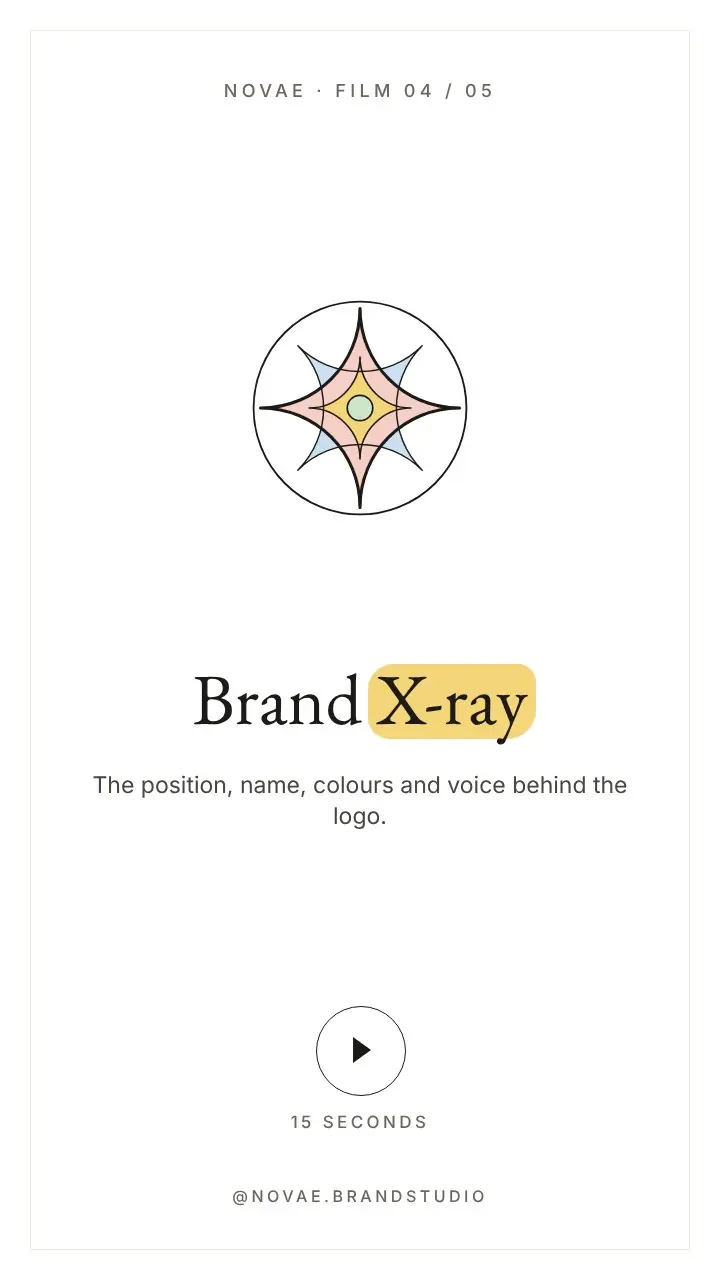 NOVAE · FILM 04 / 05
Brand X-ray
The position, name, colours and voice behind the
logo.
15 SECONDS
@NOVAE.BRANDSTUDIO